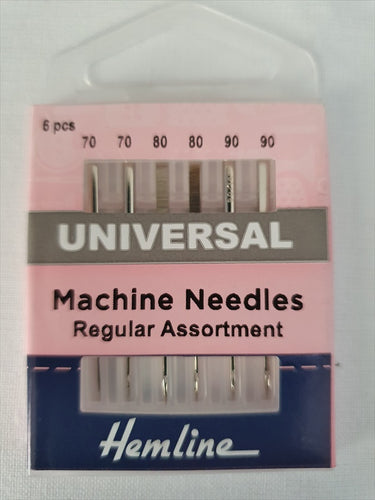 6 pcs
70 70 80 80 90 90
UNIVERSAL
Machine Needles
Regular Assortment
Hemline